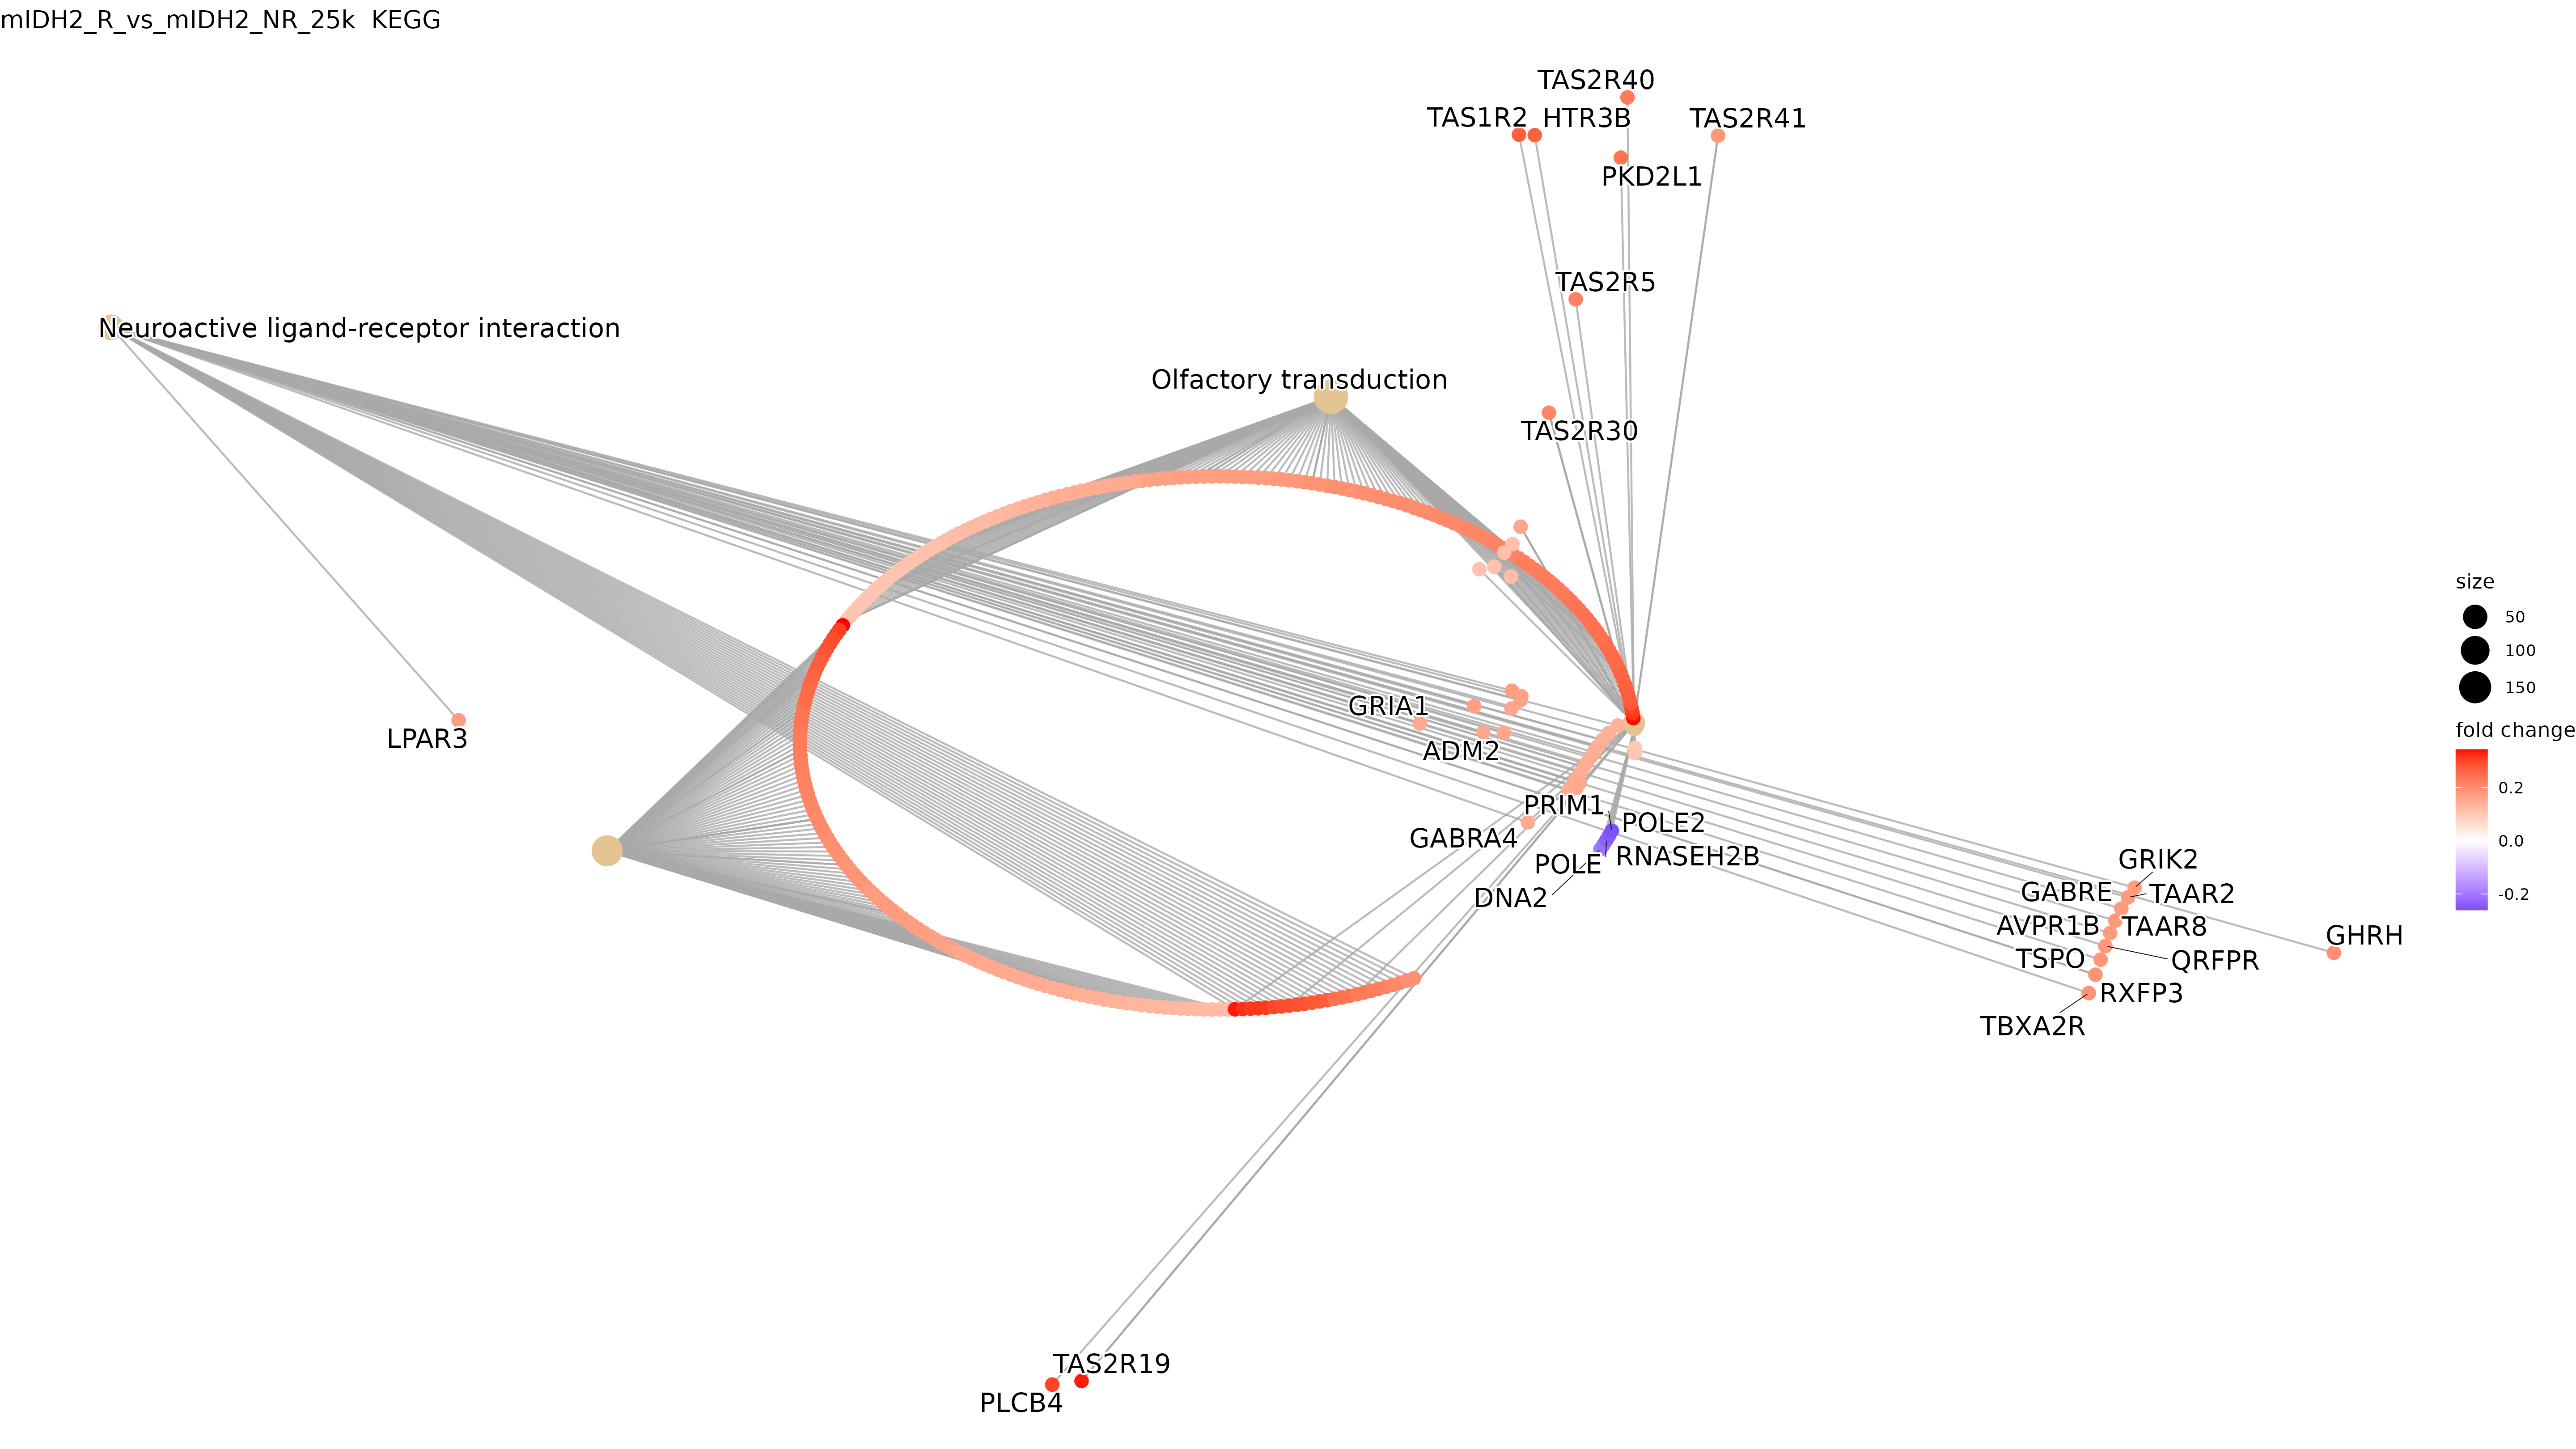 mIDH2_R_vs_mIDH2_NR_25k  KEGG
TAS2R40
TAS1R2
HTR3B
TAS2R41
PKD2L1
TAS2R5
Neuroactive ligand-receptor interaction
Olfactory transduction
TAS2R30
size
50
100
150
fold change
0.2
0.0
-0.2
GRIA1
LPAR3
ADM2
PRIM1
POLE2
GABRA4
RNASEH2B
POLE
DNA2
GRIK2
GABRE
TAAR2
AVPR1B
TAAR8
GHRH
TSPO
QRFPR
RXFP3
TBXA2R
TAS2R19
PLCB4